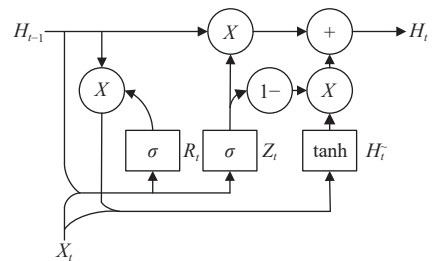 H_{t−1} X + H_t
X 1− X
σ R_t σ Z_t tanh H_t^~
X_t